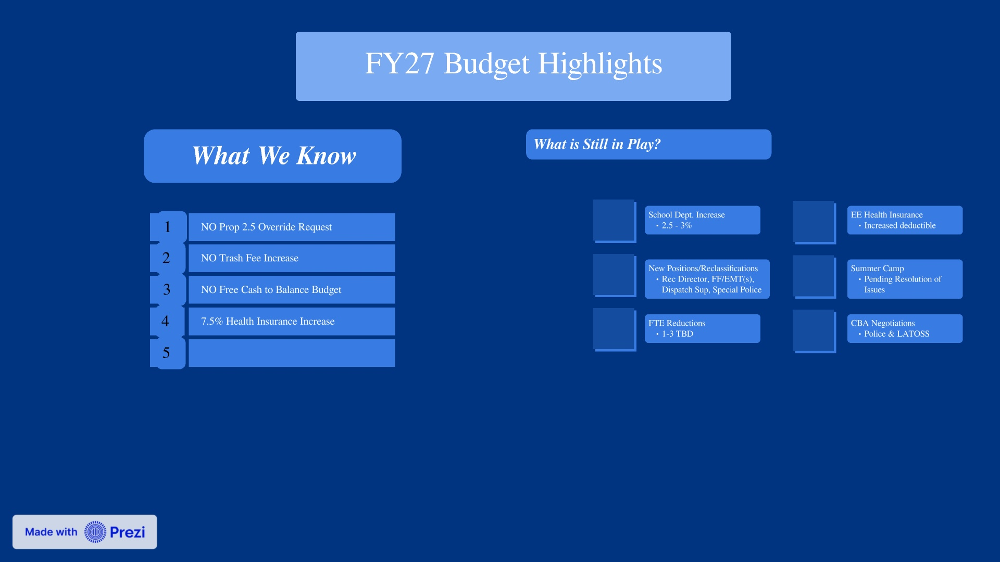 FY27 Budget Highlights
What We Know
1
NO Prop 2.5 Override Request
2
NO Trash Fee Increase
3
NO Free Cash to Balance Budget
4
7.5% Health Insurance Increase
5
What is Still in Play?
School Dept. Increase
• 2.5 - 3%
New Positions/Reclassifications
• Rec Director, FF/EMT(s),
Dispatch Sup, Special Police
FTE Reductions
• 1-3 TBD
EE Health Insurance
• Increased deductible
Summer Camp
• Pending Resolution of
Issues
CBA Negotiations
• Police & LATOSS
Made with Prezi